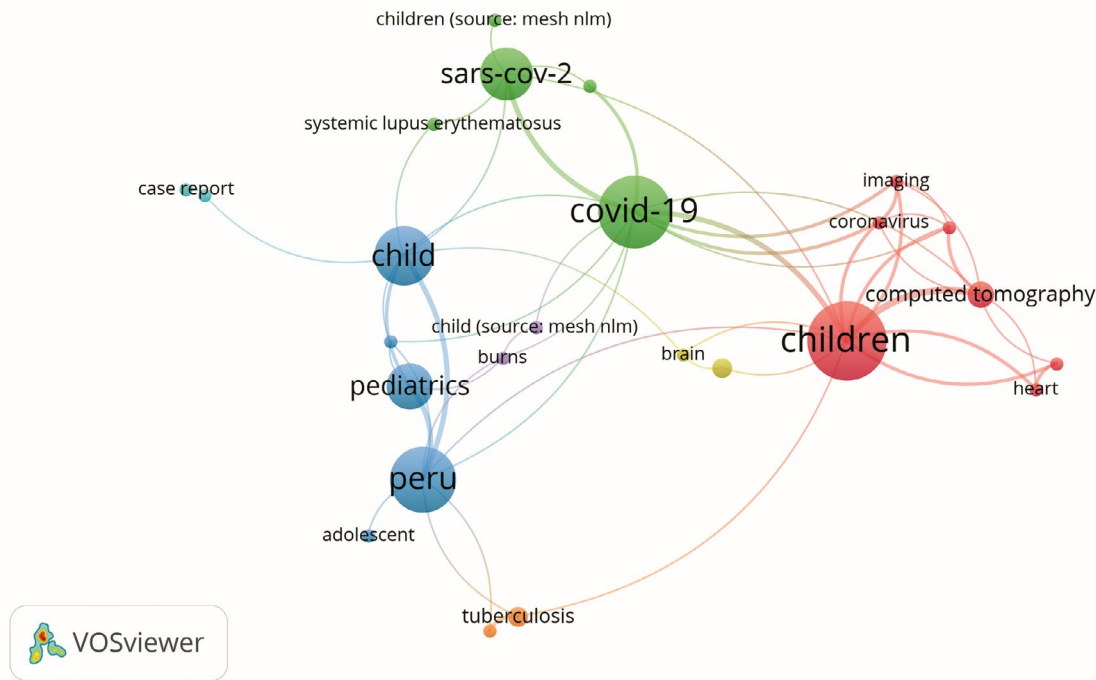 children (source: mesh nlm)
sars-cov-2
systemic lupus erythematosus
case report
imaging
covid-19
coronavirus
child
computed tomography
child (source: mesh nlm)
children
brain
burns
pediatrics
heart
peru
adolescent
tuberculosis
VOSviewer